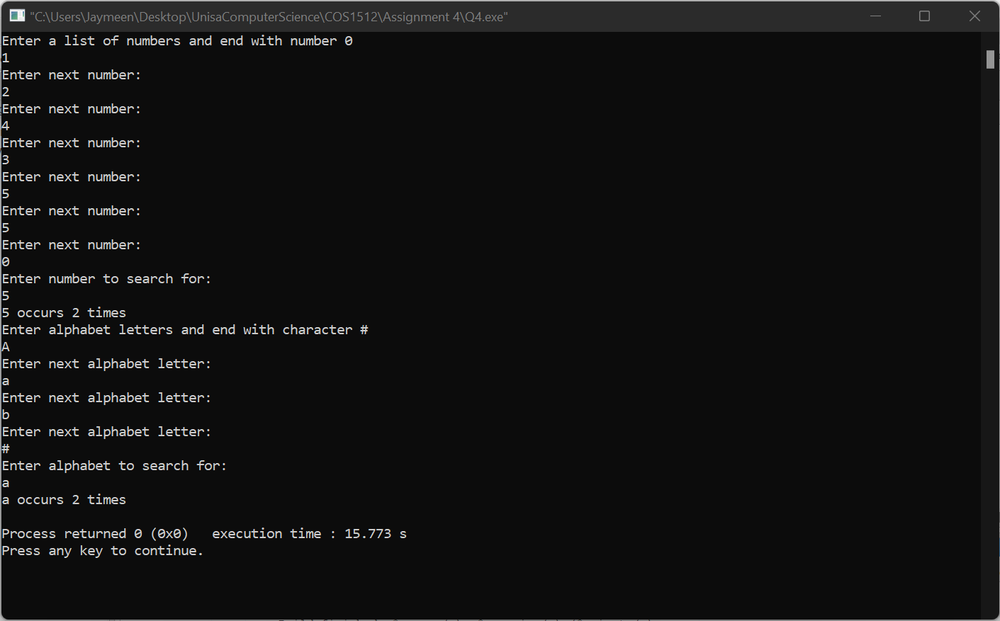 "C:\Users\Jaymeen\Desktop\UnisaComputerScience\COS1512\Assignment 4\Q4.exe"
Enter a list of numbers and end with number 0
1
Enter next number:
2
Enter next number:
4
Enter next number:
3
Enter next number:
5
Enter next number:
5
Enter next number:
0
Enter number to search for:
5
5 occurs 2 times
Enter alphabet letters and end with character #
A
Enter next alphabet letter:
a
Enter next alphabet letter:
b
Enter next alphabet letter:
#
Enter alphabet to search for:
a
a occurs 2 times
Process returned 0 (0x0)   execution time : 15.773 s
Press any key to continue.